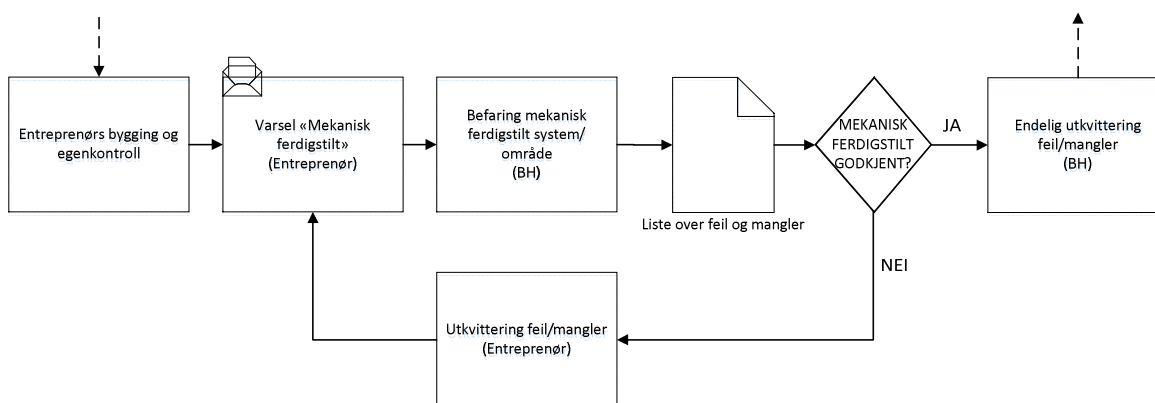 Entreprenørs bygging og
egenkontroll
Varsel «Mekanisk
ferdigstilt»
(Entreprenør)
Befaring mekanisk
ferdigstilt system/
område
(BH)
Liste over feil og mangler
MEKANISK
FERDIGSTILT
GODKJENT?
JA
Endelig utkvittering
feil/mangler
(BH)
NEI
Utkvittering feil/mangler
(Entreprenør)